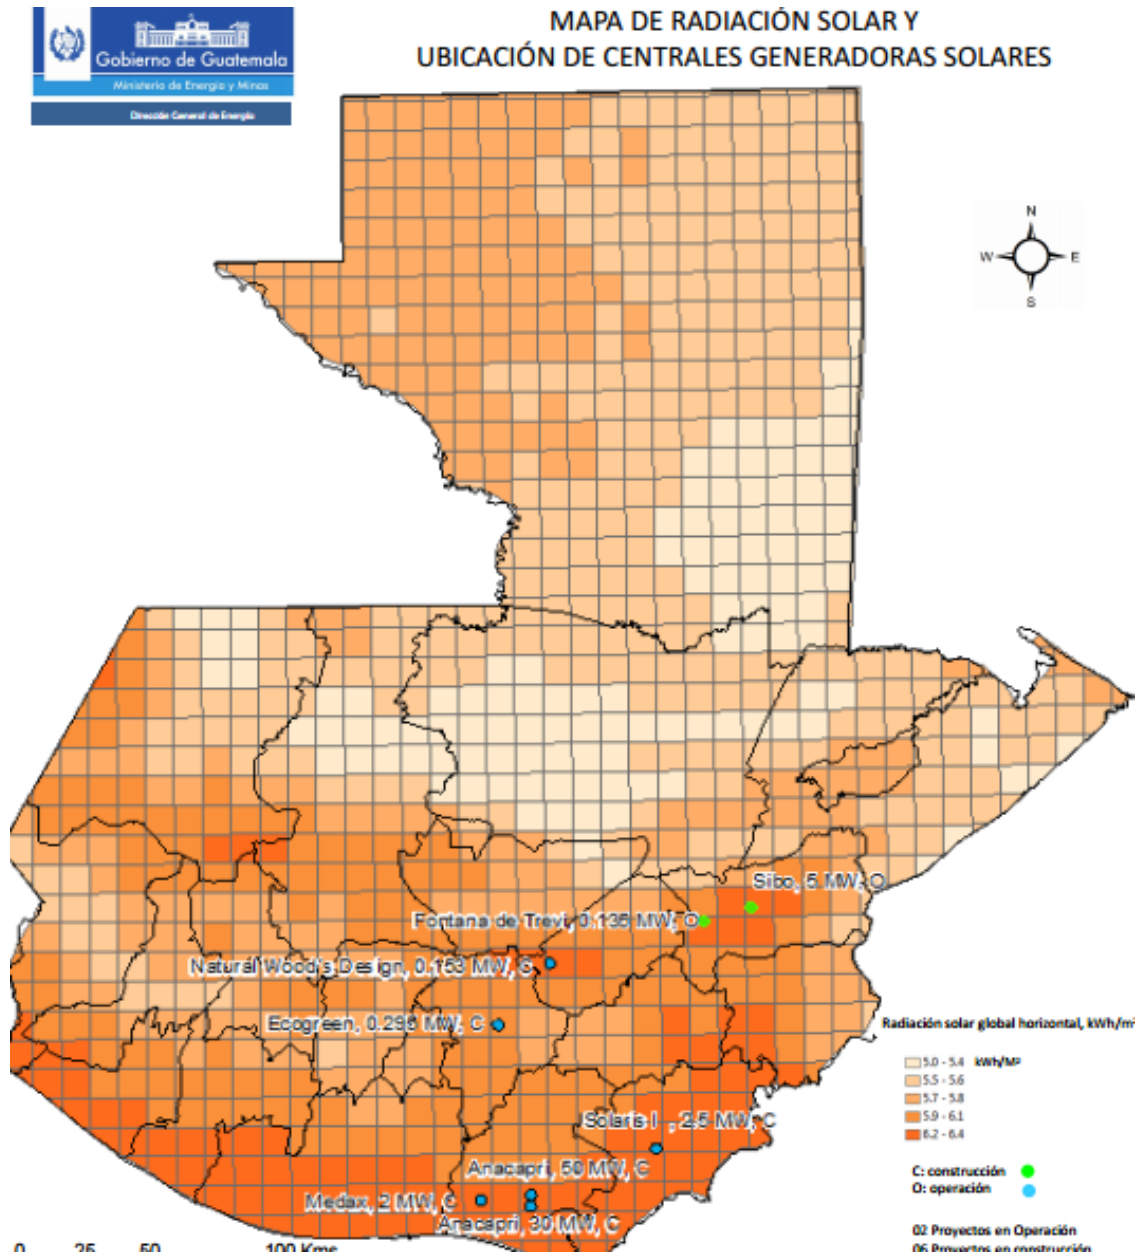 Gobierno de Guatemala
Ministerio de Energía y Minas
Dirección General de Energía
MAPA DE RADIACIÓN SOLAR Y
UBICACIÓN DE CENTRALES GENERADORAS SOLARES
N
W E
S
Sibo, 5 MW, O
Fontana de Trevi, 0.135 MW, O
Natural Wood's Design, 0.153 MW, C
Ecogreen, 0.295 MW, C
Solaris I , 2.5 MW, C
Anacapri, 50 MW, C
Medax, 2 MW, C
Anacapri, 30 MW, C
Radiación solar global horizontal, kWh/m²
5.0 - 5.4 kWh/M²
5.5 - 5.6
5.7 - 5.8
5.9 - 6.1
6.2 - 6.4
C: construcción
O: operación
02 Proyectos en Operación
06 Proyectos en construcción
0 25 50 100 Kms